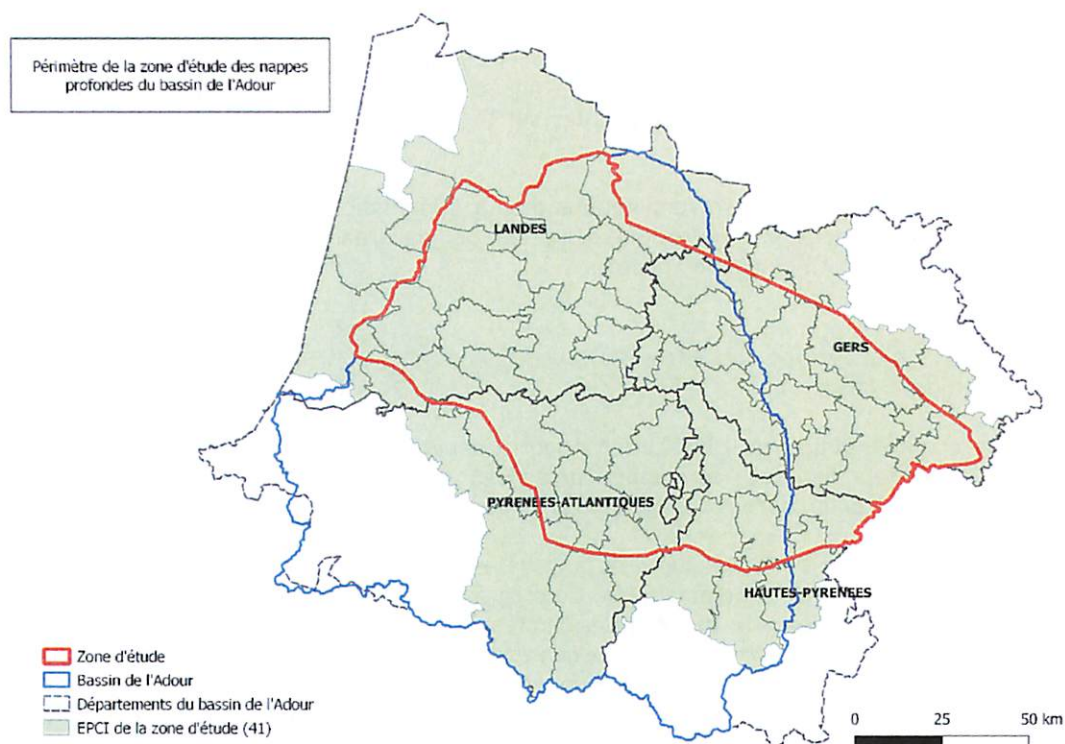 Périmètre de la zone d'étude des nappes
profondes du bassin de l'Adour
LANDES
GERS
PYRENEES-ATLANTIQUES
HAUTES-PYRENEES
Zone d'étude
Bassin de l'Adour
Départements du bassin de l'Adour
EPCI de la zone d'étude (41)
0 25 50 km